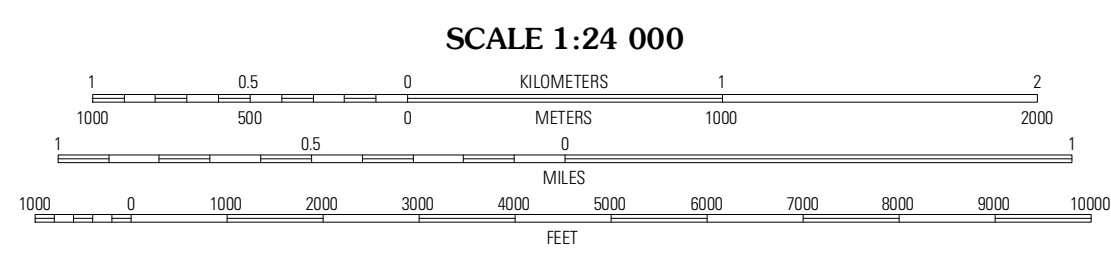 SCALE 1:24 000
1 0.5 0 KILOMETERS 1 2
1000 500 0 METERS 1000 2000
1 0.5 0 1
MILES
1000 0 1000 2000 3000 4000 5000 6000 7000 8000 9000 10000
FEET